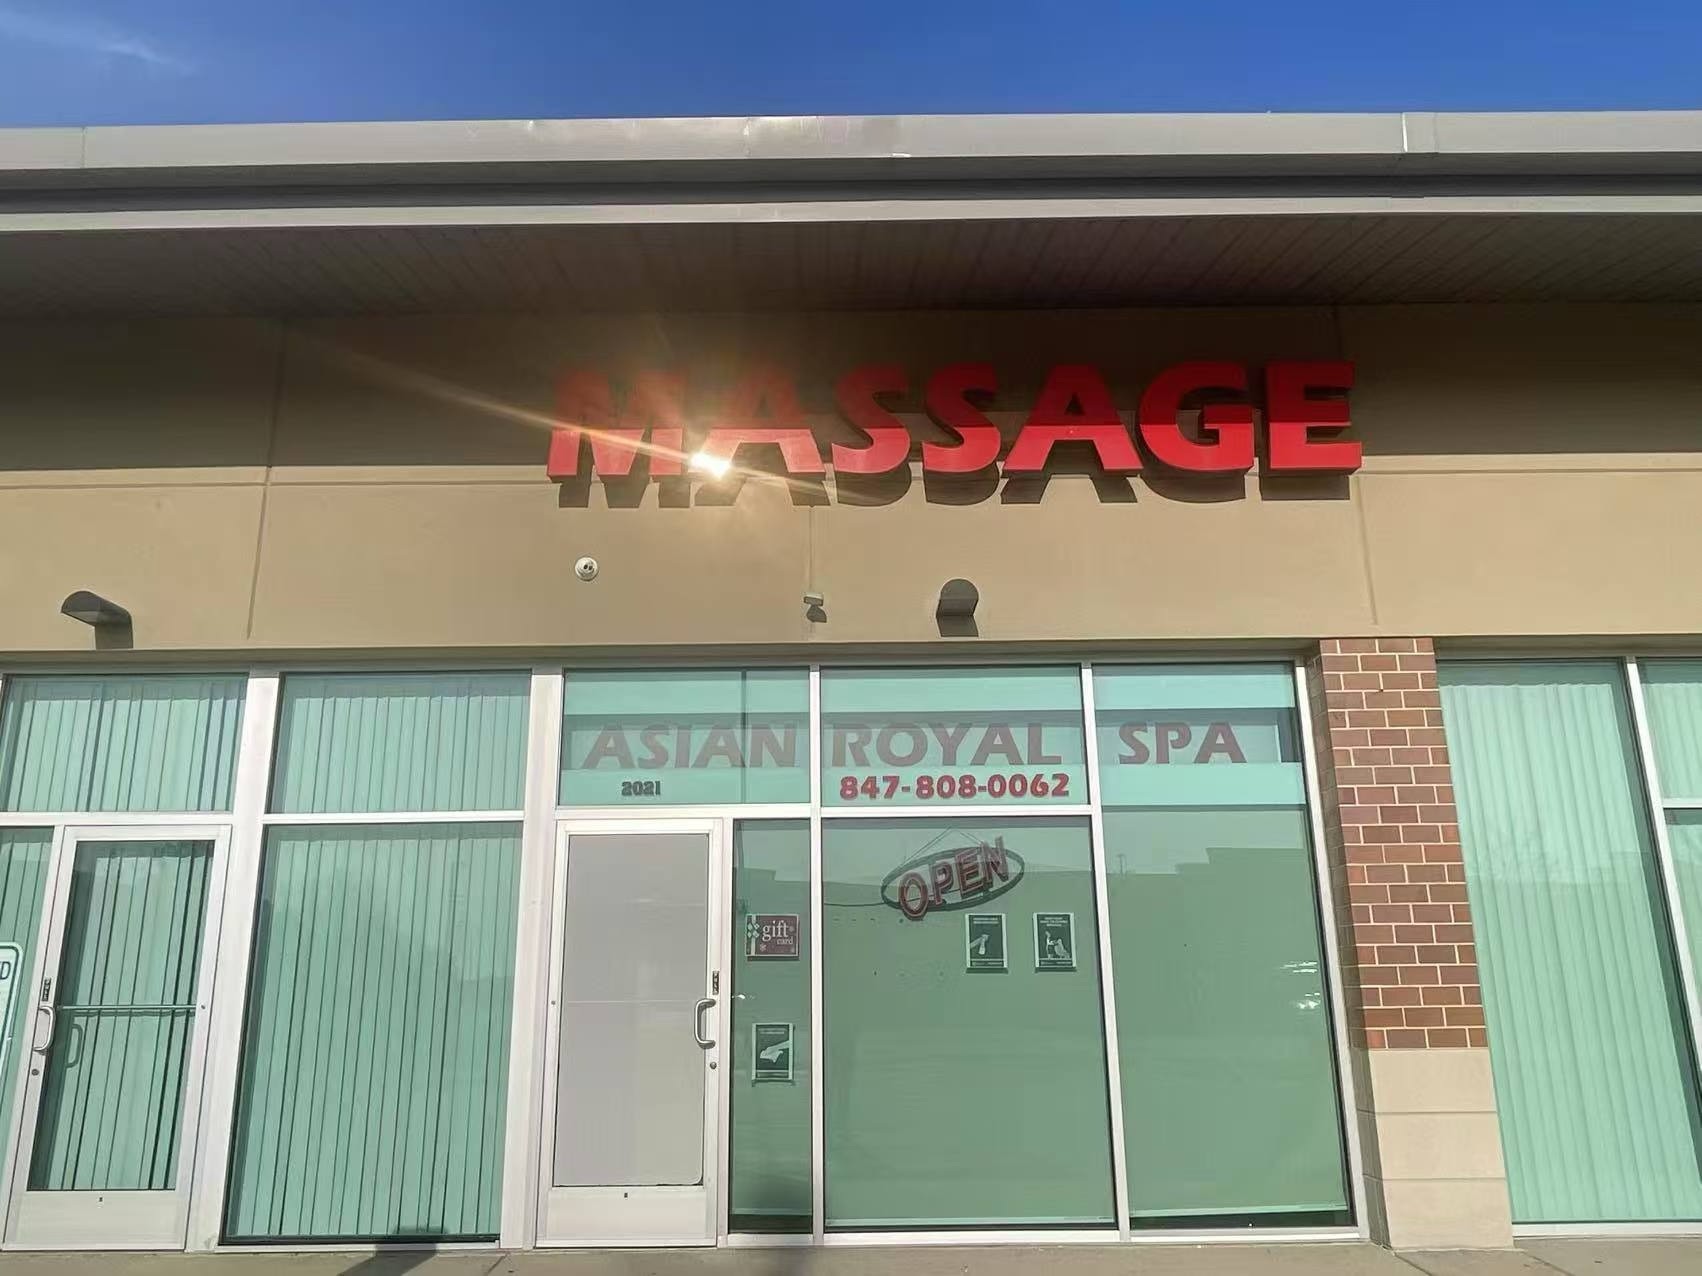 MASSAGE
ASIAN ROYAL SPA
2021
847-808-0062
OPEN
gift
card